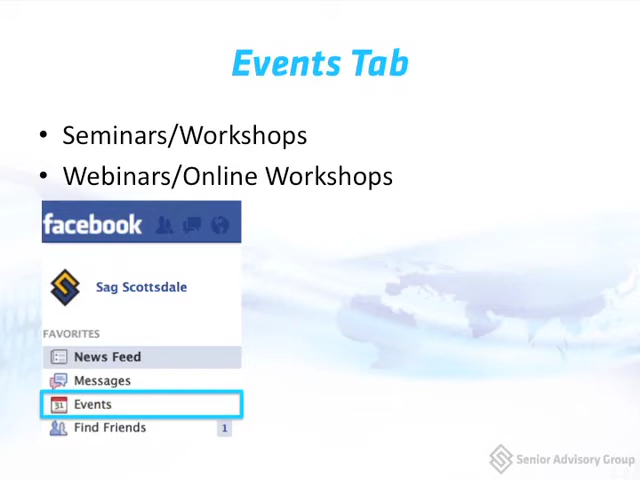 Events Tab
• Seminars/Workshops
• Webinars/Online Workshops
facebook
Sag Scottsdale
FAVORITES
News Feed
Messages
31 Events
Find Friends 1
Senior Advisory Group